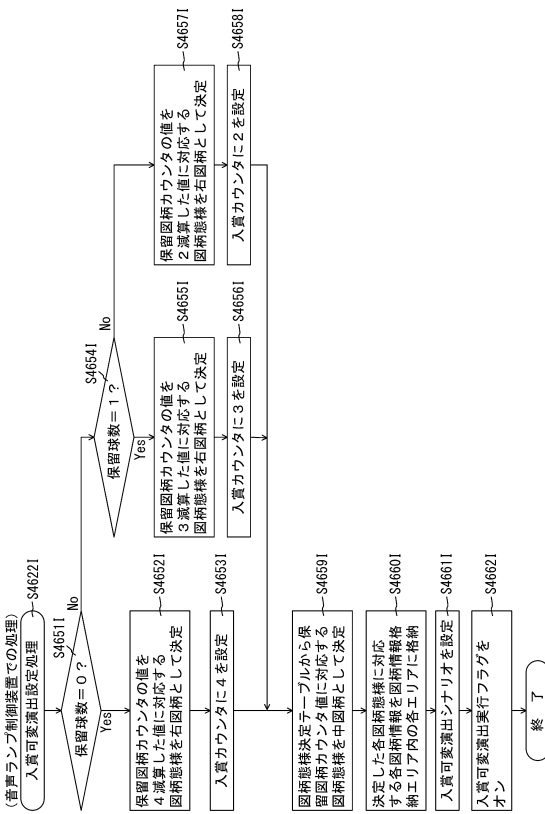 (音声ランプ制御装置での処理)
入賞可変演出設定処理
S4622I
S4651I
保留球数=0?
No
Yes
保留図柄カウンタの値を
4減算した値に対応する
図柄態様を右図柄として決定
S4652I
入賞カウンタに4を設定
S4653I
S4654I
保留球数=1?
No
Yes
保留図柄カウンタの値を
3減算した値に対応する
図柄態様を右図柄として決定
S4655I
入賞カウンタに3を設定
S4656I
保留図柄カウンタの値を
2減算した値に対応する
図柄態様を右図柄として決定
S4657I
入賞カウンタに2を設定
S4658I
図柄態様決定テーブルから保
留図柄カウンタ値に対応する
図柄態様を中図柄として決定
S4659I
決定した各図柄態様に対応
する各図柄情報を図柄情報格
納エリア内の各エリアに格納
S4660I
入賞可変演出シナリオを設定
S4661I
入賞可変演出実行フラグを
オン
S4662I
終 了